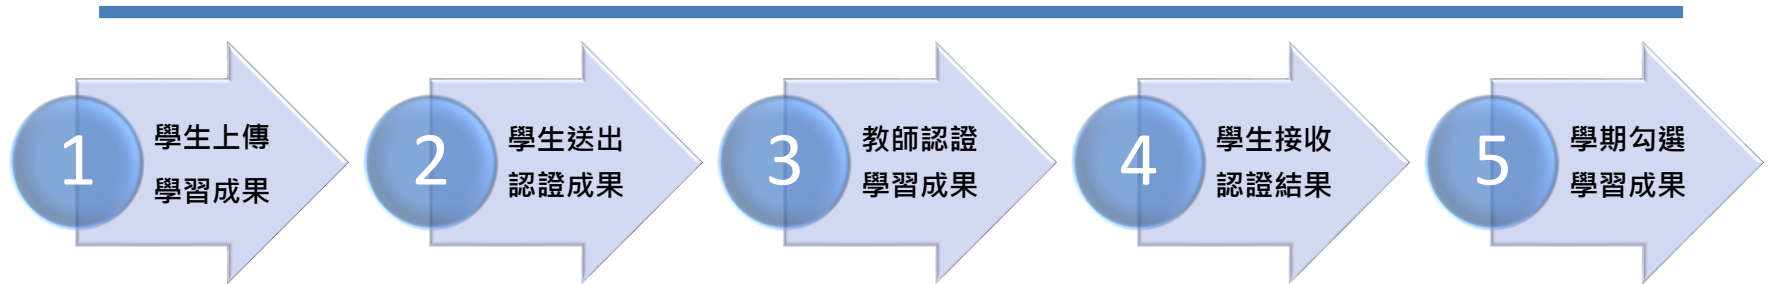 1
學生上傳
學習成果
2
學生送出
認證成果
3
教師認證
學習成果
4
學生接收
認證結果
5
學期勾選
學習成果